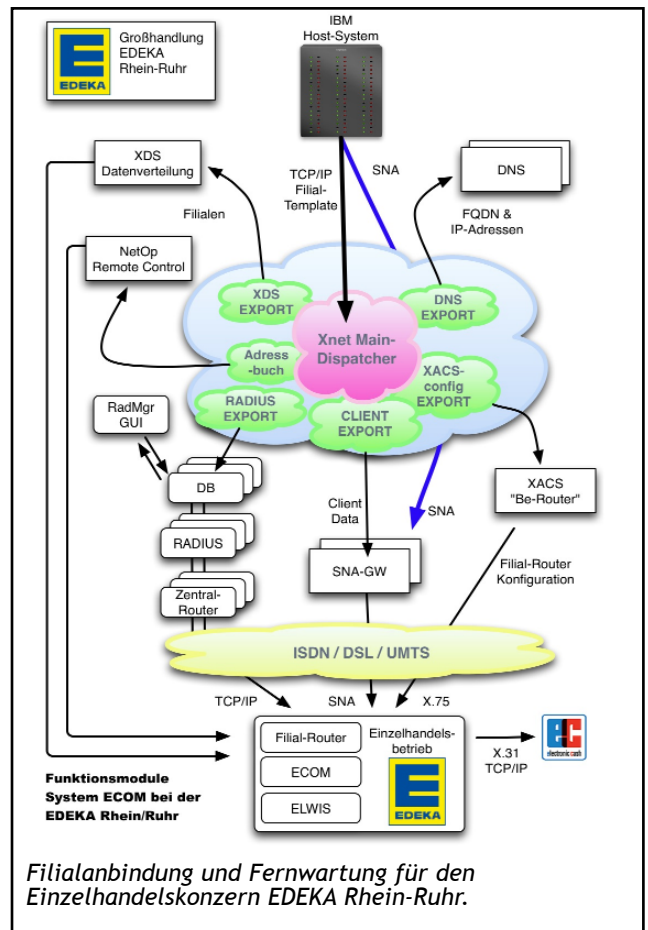 IBM
Host-System
EDEKA
Großhandlung
EDEKA
Rhein-Ruhr
XDS
Datenverteilung
TCP/IP
Filial-
Template
SNA
DNS
Filialen
FQDN &
IP-Adressen
NetOp
Remote Control
XDS
EXPORT
DNS
EXPORT
Xnet Main-
Dispatcher
Adress
-buch
XACS-
config
EXPORT
RADIUS
EXPORT
CLIENT
EXPORT
RadMgr
GUI
DB
Client
Data
SNA
XACS
"Be-Router"
RADIUS
SNA-GW
Filial-Router
Konfiguration
Zentral-
Router
ISDN / DSL / UMTS
TCP/IP
SNA
X.75
Filial-Router
ECOM
ELWIS
Einzelhandels-
betrieb
EDEKA
X.31
TCP/IP
ec
electronic cash
Funktionsmodule
System ECOM bei der
EDEKA Rhein/Ruhr
Filialanbindung und Fernwartung für den
Einzelhandelskonzern EDEKA Rhein-Ruhr.